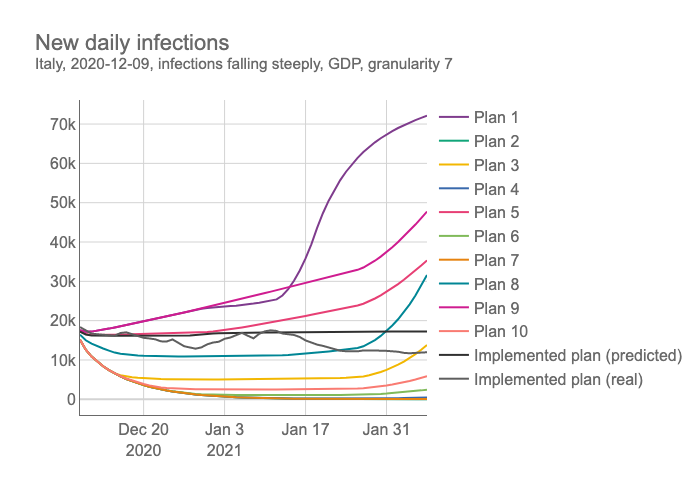 New daily infections
Italy, 2020-12-09, infections falling steeply, GDP, granularity 7
70k
60k
50k
40k
30k
20k
10k
0
Dec 20
2020
Jan 3
2021
Jan 17
Jan 31
Plan 1
Plan 2
Plan 3
Plan 4
Plan 5
Plan 6
Plan 7
Plan 8
Plan 9
Plan 10
Implemented plan (predicted)
Implemented plan (real)